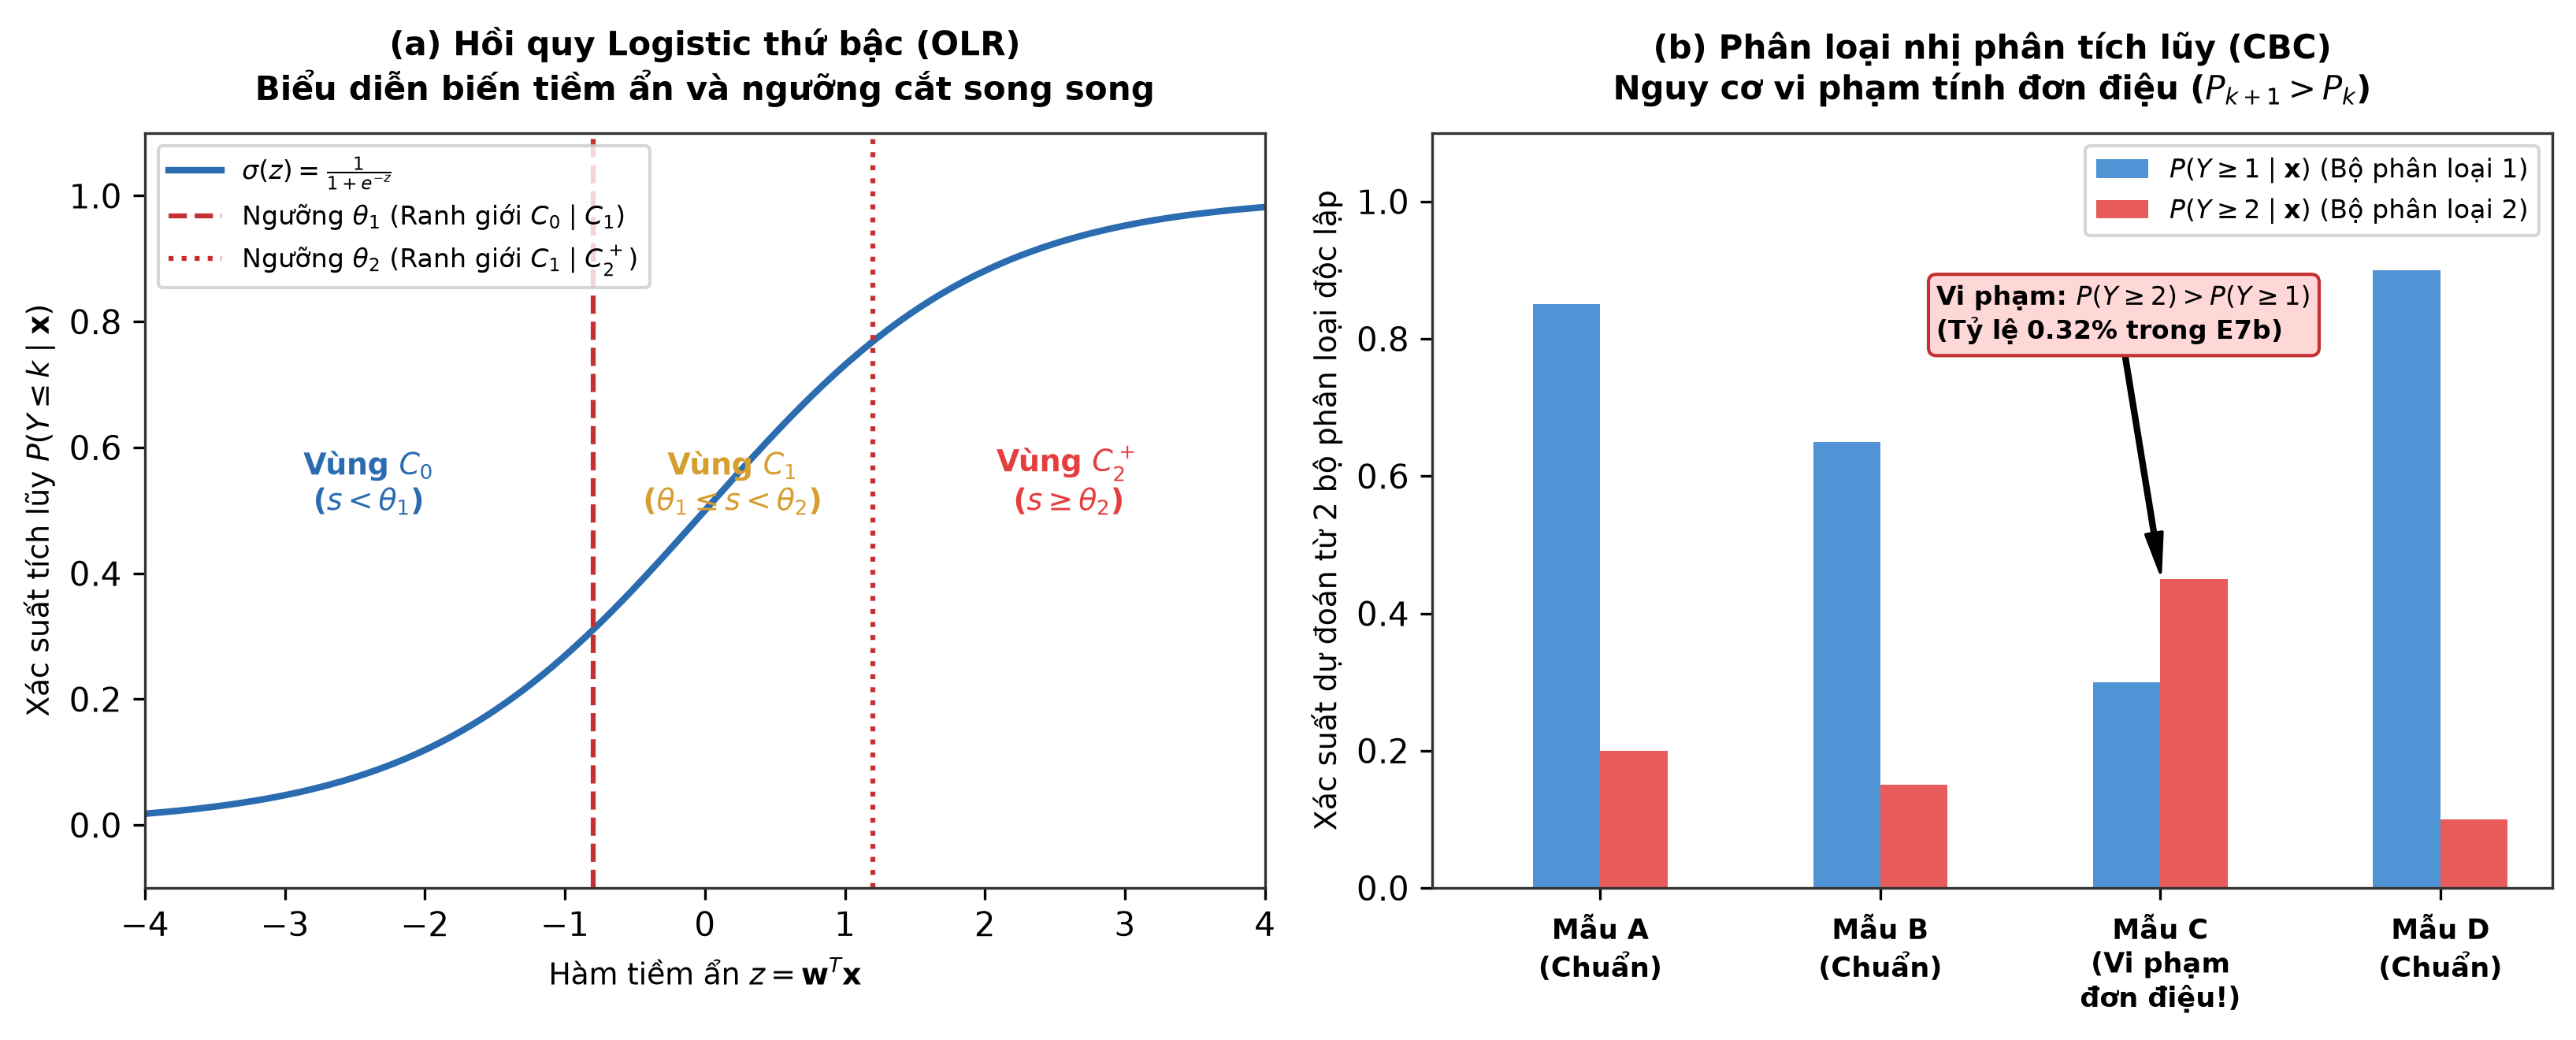 (a) Hồi quy Logistic thứ bậc (OLR)
Biểu diễn biến tiềm ẩn và ngưỡng cắt song song
σ(z) = 1/(1 + e^{−z})
Ngưỡng θ₁ (Ranh giới C₀ | C₁)
Ngưỡng θ₂ (Ranh giới C₁ | C₂⁺)
Xác suất tích lũy P(Y ≤ k | x)
1.0
0.8
0.6
0.4
0.2
0.0
Vùng C₀
(s < θ₁)
Vùng C₁
(θ₁ ≤ s < θ₂)
Vùng C₂⁺
(s ≥ θ₂)
−4 −3 −2 −1 0 1 2 3 4
Hàm tiềm ẩn z = wᵀx
(b) Phân loại nhị phân tích lũy (CBC)
Nguy cơ vi phạm tính đơn điệu (Pₖ₊₁ > Pₖ)
P(Y ≥ 1 | x) (Bộ phân loại 1)
P(Y ≥ 2 | x) (Bộ phân loại 2)
Xác suất dự đoán từ 2 bộ phân loại độc lập
1.0
0.8
0.6
0.4
0.2
0.0
Vi phạm: P(Y ≥ 2) > P(Y ≥ 1)
(Tỷ lệ 0.32% trong E7b)
Mẫu A
(Chuẩn)
Mẫu B
(Chuẩn)
Mẫu C
(Vi phạm
đơn điệu!)
Mẫu D
(Chuẩn)